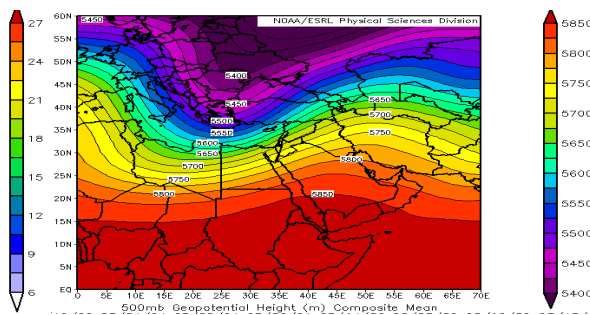 NOAA/ESRL Physical Sciences Division
27
24
21
18
15
12
9
6
60N
55N
50N
45N
40N
35N
30N
25N
20N
15N
10N
5N
EQ
5450
5400
5450
5500
5550
5600
5650
5700
5750
5800
5650
5700
5750
5800
5850
0
5E
10E
15E
20E
25E
30E
35E
40E
45E
50E
55E
60E
65E
70E
5850
5800
5750
5700
5650
5600
5550
5500
5450
5400
500mb Geopotential Height (m) Composite Mean